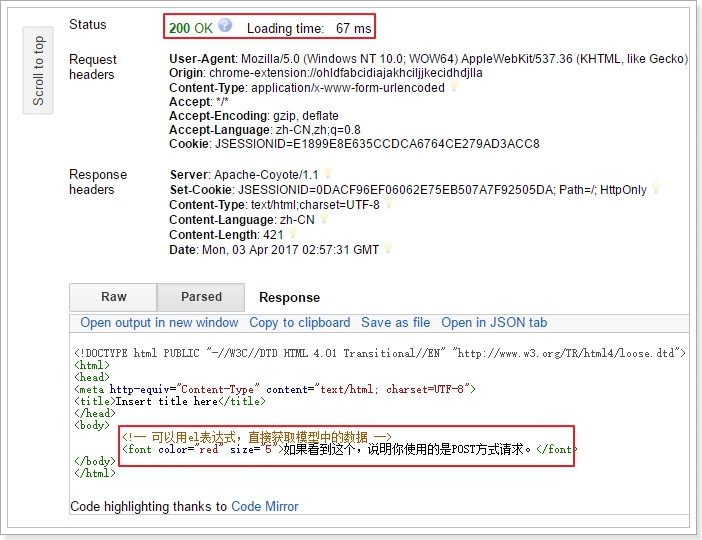 Scroll to top
Status
200 OK Loading time: 67 ms
Request headers
User-Agent: Mozilla/5.0 (Windows NT 10.0; WOW64) AppleWebKit/537.36 (KHTML, like Gecko)
Origin: chrome-extension://ohldfabcidiajakhciljjkecidhdjlla
Content-Type: application/x-www-form-urlencoded
Accept: */*
Accept-Encoding: gzip, deflate
Accept-Language: zh-CN,zh;q=0.8
Cookie: JSESSIONID=E1899E8E635CCDCA6764CE279AD3ACC8
Response headers
Server: Apache-Coyote/1.1
Set-Cookie: JSESSIONID=0DACF96EF06062E75EB507A7F92505DA; Path=/; HttpOnly
Content-Type: text/html;charset=UTF-8
Content-Language: zh-CN
Content-Length: 421
Date: Mon, 03 Apr 2017 02:57:31 GMT
Raw Parsed Response
Open output in new window Copy to clipboard Save as file Open in JSON tab
<!DOCTYPE html PUBLIC "-//W3C//DTD HTML 4.01 Transitional//EN" "http://www.w3.org/TR/html4/loose.dtd">
<html>
<head>
<meta http-equiv="Content-Type" content="text/html; charset=UTF-8">
<title>Insert title here</title>
</head>
<body>
<!-- 可以用el表达式，直接获取模型中的数据 -->
<font color="red" size="5">如果看到这个，说明你使用的是POST方式请求。</font>
</body>
</html>
Code highlighting thanks to Code Mirror